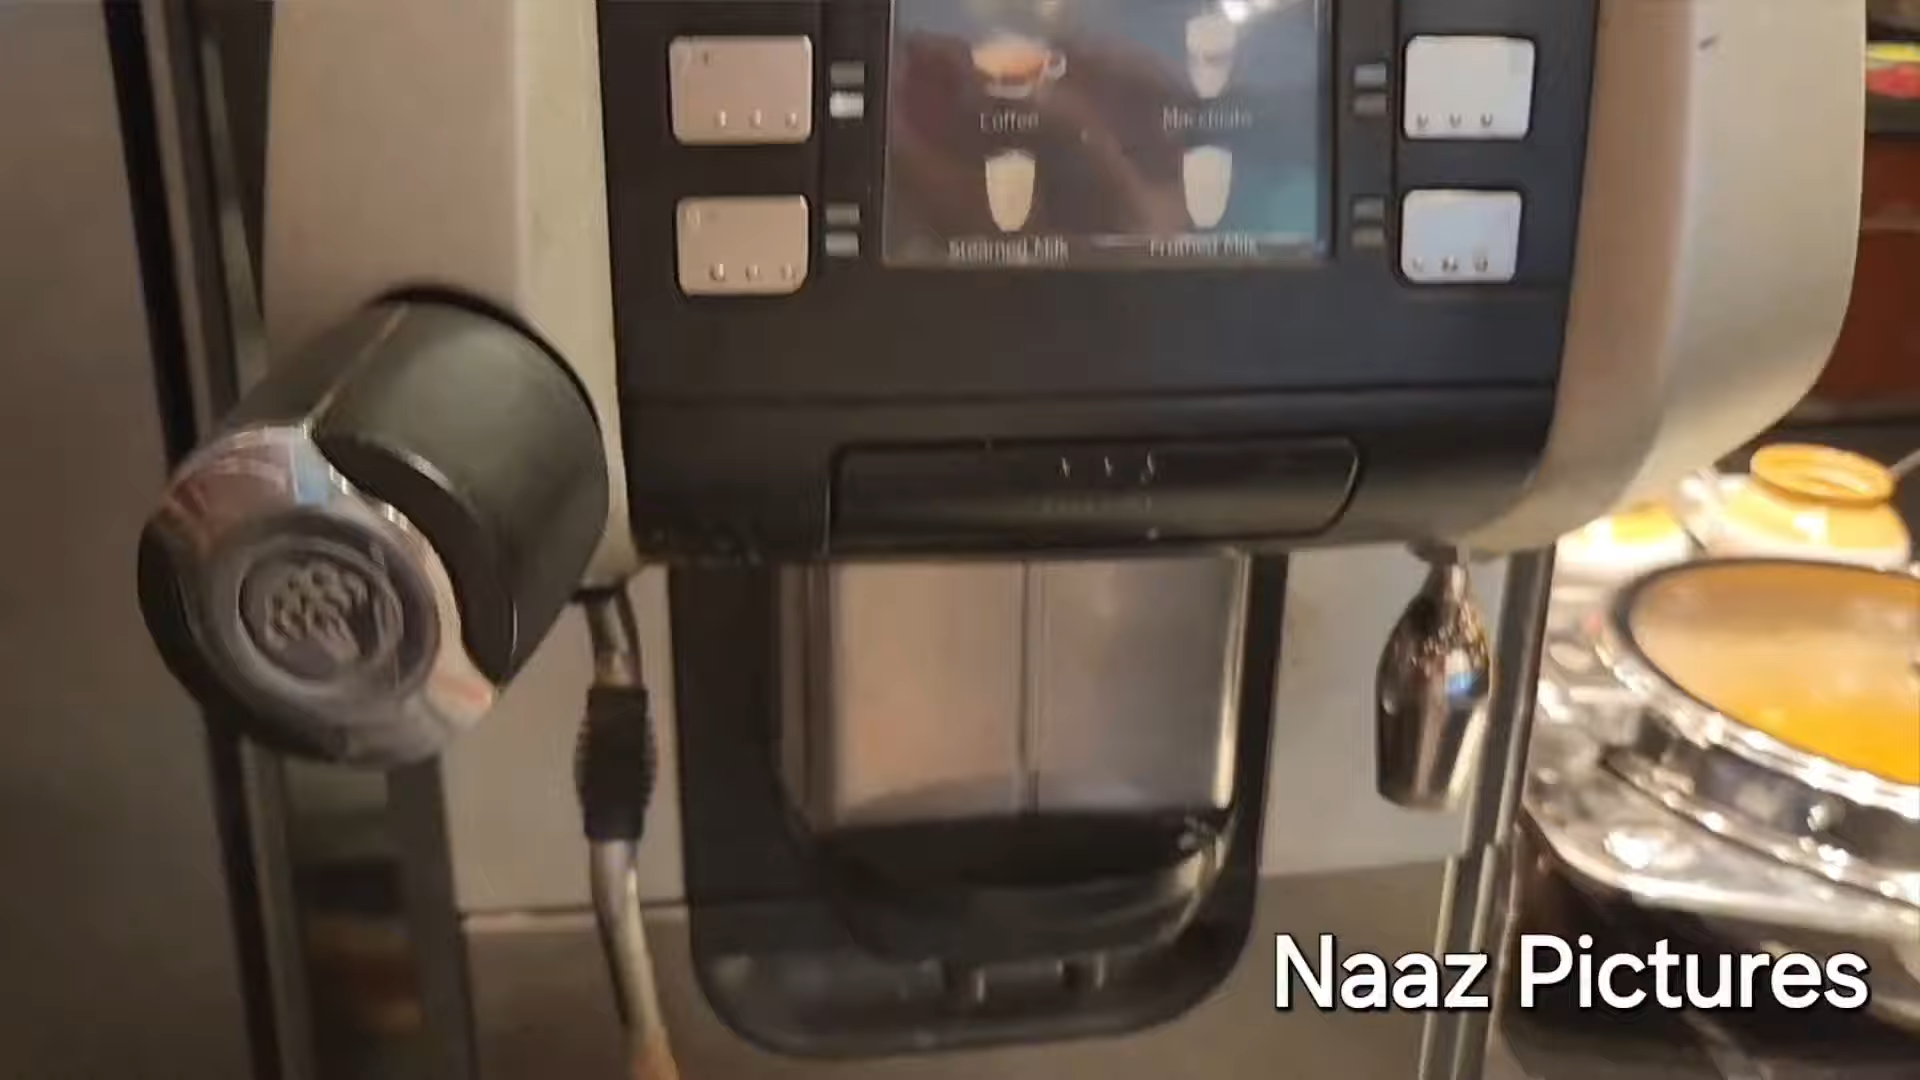 Coffee
Macchiato
Steamed Milk
Frothed Milk
Naaz Pictures